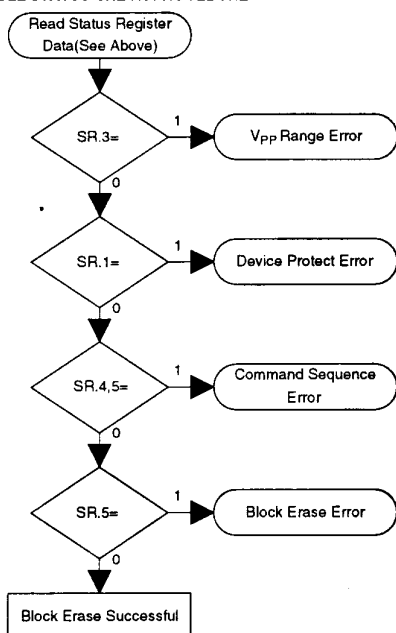 Read Status Register
Data(See Above)
SR.3=
1
VPP Range Error
0
SR.1=
1
Device Protect Error
0
SR.4,5=
1
Command Sequence
Error
0
SR.5=
1
Block Erase Error
0
Block Erase Successful